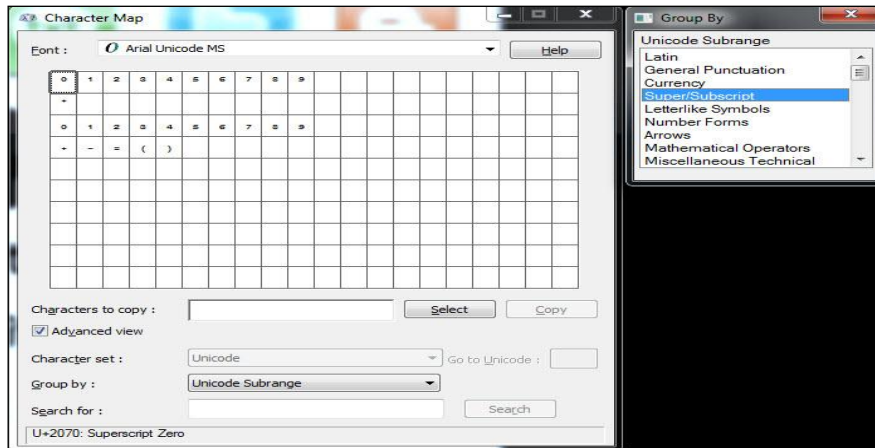 Character Map
Font : O Arial Unicode MS Help
0 1 2 3 4 5 6 7 8 9
+
0 1 2 3 4 5 6 7 8 9
+ - = ( )
Characters to copy : Select Copy
Advanced view
Character set : Unicode Go to Unicode :
Group by : Unicode Subrange
Search for : Search
U+2070: Superscript Zero
Group By
Unicode Subrange
Latin
General Punctuation
Currency
Super/Subscript
Letterlike Symbols
Number Forms
Arrows
Mathematical Operators
Miscellaneous Technical